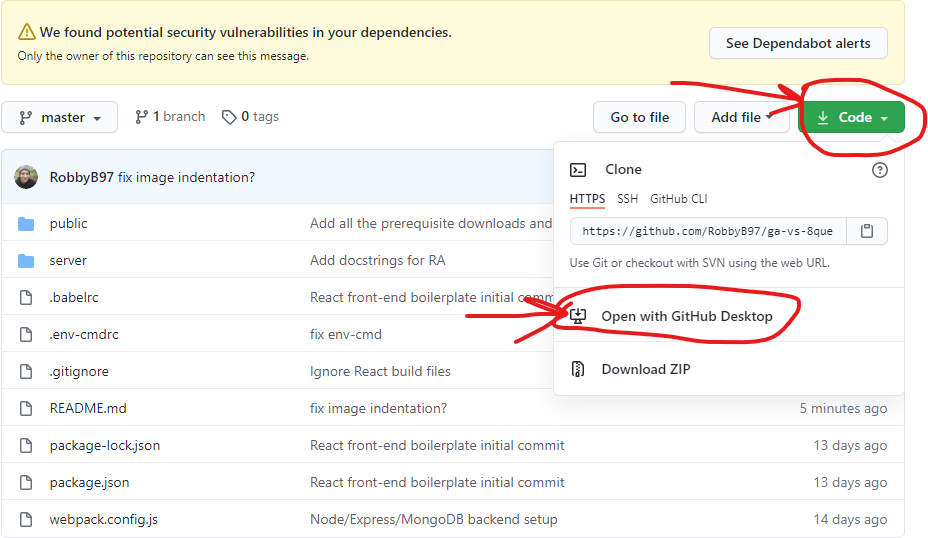 We found potential security vulnerabilities in your dependencies.
Only the owner of this repository can see this message.
See Dependabot alerts
master
1 branch
0 tags
Go to file
Add file
Code
RobbyB97 fix image indentation?
Clone
HTTPS SSH GitHub CLI
https://github.com/RobbyB97/ga-vs-8que
Use Git or checkout with SVN using the web URL.
Open with GitHub Desktop
Download ZIP
public Add all the prerequisite downloads and
server Add docstrings for RA
.babelrc React front-end boilerplate initial comm
.env-cmdrc fix env-cmd
.gitignore Ignore React build files
README.md fix image indentation? 5 minutes ago
package-lock.json React front-end boilerplate initial commit 13 days ago
package.json React front-end boilerplate initial commit 13 days ago
webpack.config.js Node/Express/MongoDB backend setup 14 days ago